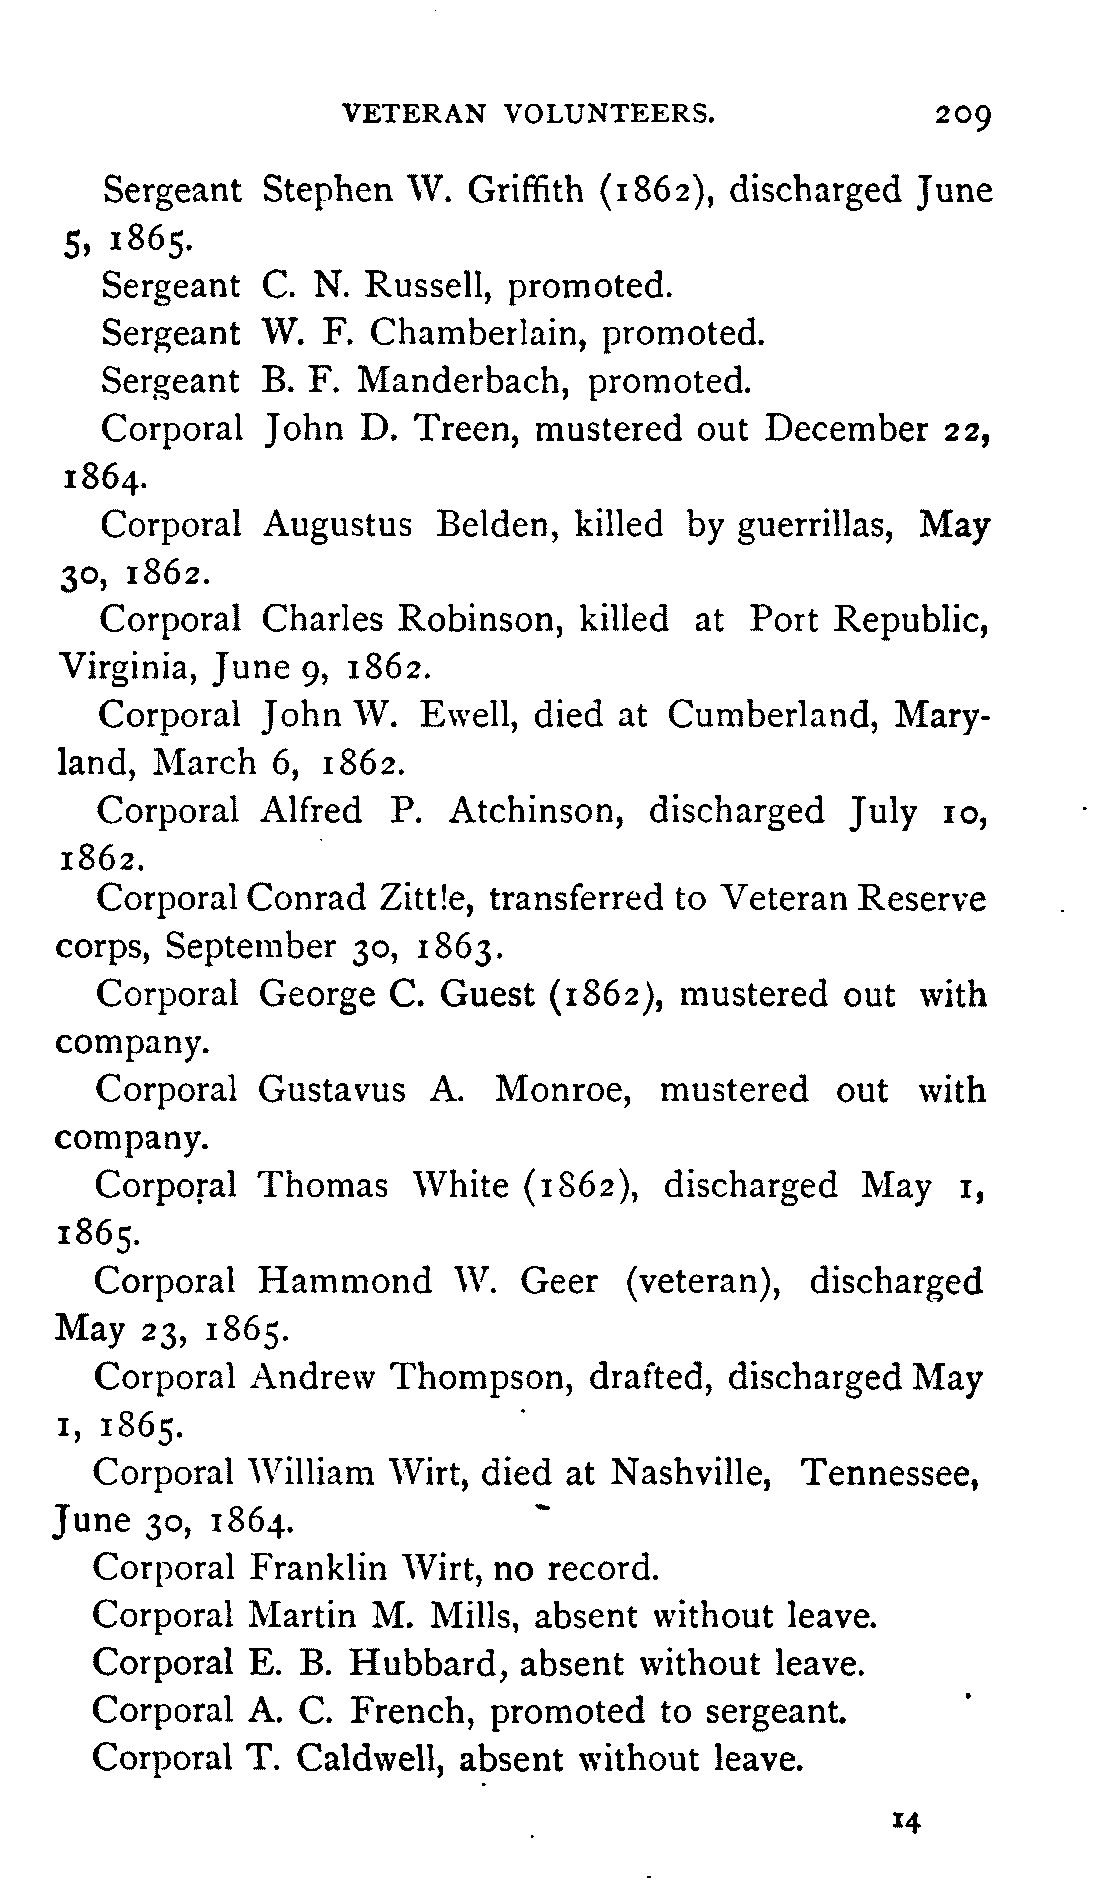 VETERAN VOLUNTEERS. 209
Sergeant Stephen W. Griffith (1862), discharged June
5, 1865.
Sergeant C. N. Russell, promoted.
Sergeant W. F. Chamberlain, promoted.
Sergeant B. F. Manderbach, promoted.
Corporal John D. Treen, mustered out December 22,
1864.
Corporal Augustus Belden, killed by guerrillas, May
30, 1862.
Corporal Charles Robinson, killed at Port Republic,
Virginia, June 9, 1862.
Corporal John W. Ewell, died at Cumberland, Mary-
land, March 6, 1862.
Corporal Alfred P. Atchinson, discharged July 10,
1862.
Corporal Conrad Zittle, transferred to Veteran Reserve
corps, September 30, 1863.
Corporal George C. Guest (1862), mustered out with
company.
Corporal Gustavus A. Monroe, mustered out with
company.
Corporal Thomas White (1862), discharged May 1,
1865.
Corporal Hammond W. Geer (veteran), discharged
May 23, 1865.
Corporal Andrew Thompson, drafted, discharged May
1, 1865.
Corporal William Wirt, died at Nashville, Tennessee,
June 30, 1864.
Corporal Franklin Wirt, no record.
Corporal Martin M. Mills, absent without leave.
Corporal E. B. Hubbard, absent without leave.
Corporal A. C. French, promoted to sergeant.
Corporal T. Caldwell, absent without leave.
14